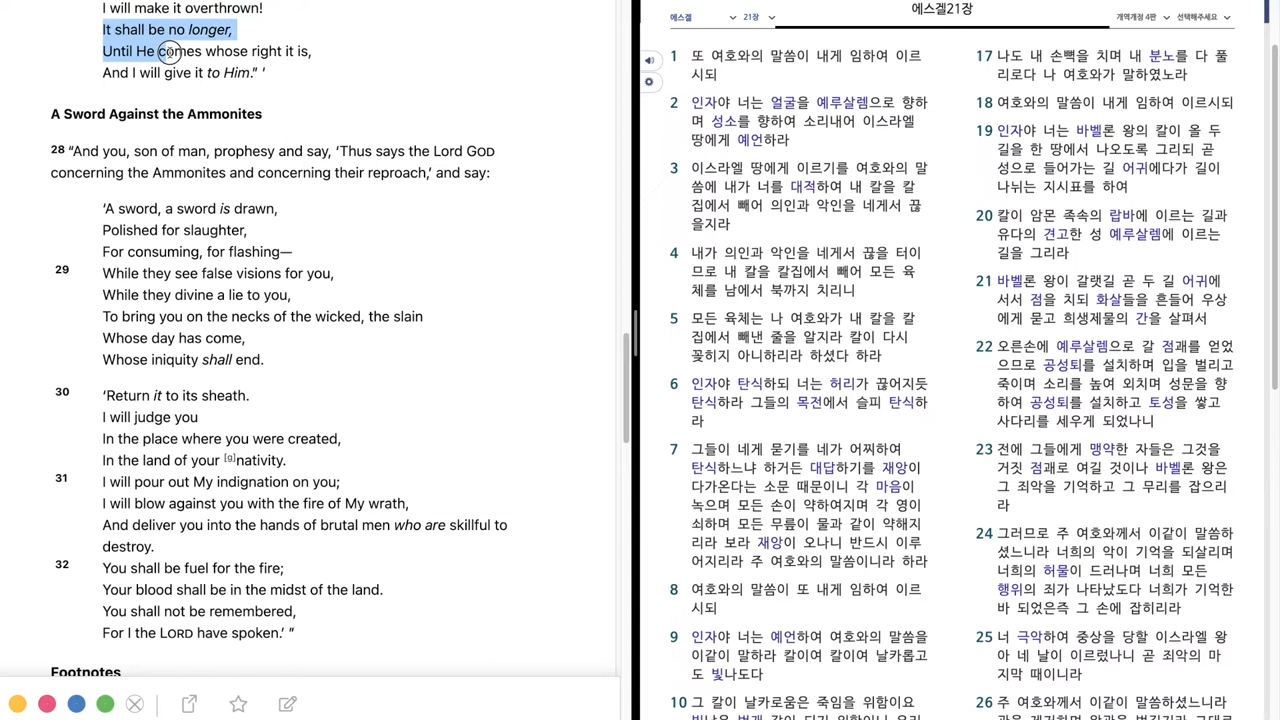 I will make it overthrown!
It shall be no longer,
Until He comes whose right it is,
And I will give it to Him." '
A Sword Against the Ammonites
28 "And you, son of man, prophesy and say, 'Thus says the Lord GOD
concerning the Ammonites and concerning their reproach,' and say:
'A sword, a sword is drawn,
Polished for slaughter,
For consuming, for flashing—
29 While they see false visions for you,
While they divine a lie to you,
To bring you on the necks of the wicked, the slain
Whose day has come,
Whose iniquity shall end.
30 'Return it to its sheath.
I will judge you
In the place where you were created,
In the land of your [g]nativity.
31 I will pour out My indignation on you;
I will blow against you with the fire of My wrath,
And deliver you into the hands of brutal men who are skillful to
destroy.
32 You shall be fuel for the fire;
Your blood shall be in the midst of the land.
You shall not be remembered,
For I the LORD have spoken.' "
Footnotes
에스겔21장
에스겔 21장 개역개정 4판 선택해주세요
1 또 여호와의 말씀이 내게 임하여 이르
시되
2 인자야 너는 얼굴을 예루살렘으로 향하
며 성소를 향하여 소리내어 이스라엘
땅에게 예언하라
3 이스라엘 땅에게 이르기를 여호와의 말
씀에 내가 너를 대적하여 내 칼을 칼
집에서 빼어 의인과 악인을 네게서 끊
을지라
4 내가 의인과 악인을 네게서 끊을 터이
므로 내 칼을 칼집에서 빼어 모든 육
체를 남에서 북까지 치리니
5 모든 육체는 나 여호와가 내 칼을 칼
집에서 빼낸 줄을 알지라 칼이 다시
꽂히지 아니하리라 하셨다 하라
6 인자야 탄식하되 너는 허리가 끊어지듯
탄식하라 그들의 목전에서 슬피 탄식하
라
7 그들이 네게 묻기를 네가 어찌하여
탄식하느냐 하거든 대답하기를 재앙이
다가온다는 소문 때문이니 각 마음이
녹으며 모든 손이 약하여지며 각 영이
쇠하며 모든 무릎이 물과 같이 약해지
리라 보라 재앙이 오나니 반드시 이루
어지리라 주 여호와의 말씀이니라 하라
8 여호와의 말씀이 또 내게 임하여 이르
시되
9 인자야 너는 예언하여 여호와의 말씀을
이같이 말하라 칼이여 칼이여 날카롭고
도 빛나도다
10 그 칼이 날카로움은 죽임을 위함이요
17 나도 내 손뼉을 치며 내 분노를 다 풀
리로다 나 여호와가 말하였노라
18 여호와의 말씀이 내게 임하여 이르시되
19 인자야 너는 바벨론 왕의 칼이 올 두
길을 한 땅에서 나오도록 그리되 곧
성으로 들어가는 길 어귀에다가 길이
나뉘는 지시표를 하여
20 칼이 암몬 족속의 랍바에 이르는 길과
유다의 견고한 성 예루살렘에 이르는
길을 그리라
21 바벨론 왕이 갈랫길 곧 두 길 어귀에
서서 점을 치되 화살들을 흔들어 우상
에게 묻고 희생제물의 간을 살펴서
22 오른손에 예루살렘으로 갈 점괘를 얻었
으므로 공성퇴를 설치하며 입을 벌리고
죽이며 소리를 높여 외치며 성문을 향
하여 공성퇴를 설치하고 토성을 쌓고
사다리를 세우게 되었나니
23 전에 그들에게 맹약한 자들은 그것을
거짓 점괘로 여길 것이나 바벨론 왕은
그 죄악을 기억하고 그 무리를 잡으리
라
24 그러므로 주 여호와께서 이같이 말씀하
셨느니라 너희의 악이 기억을 되살리며
너희의 허물이 드러나며 너희 모든
행위의 죄가 나타났도다 너희가 기억한
바 되었은즉 그 손에 잡히리라
25 너 극악하여 중상을 당할 이스라엘 왕
아 네 날이 이르렀나니 곧 죄악의 마
지막 때이니라
26 주 여호와께서 이같이 말씀하셨느니라